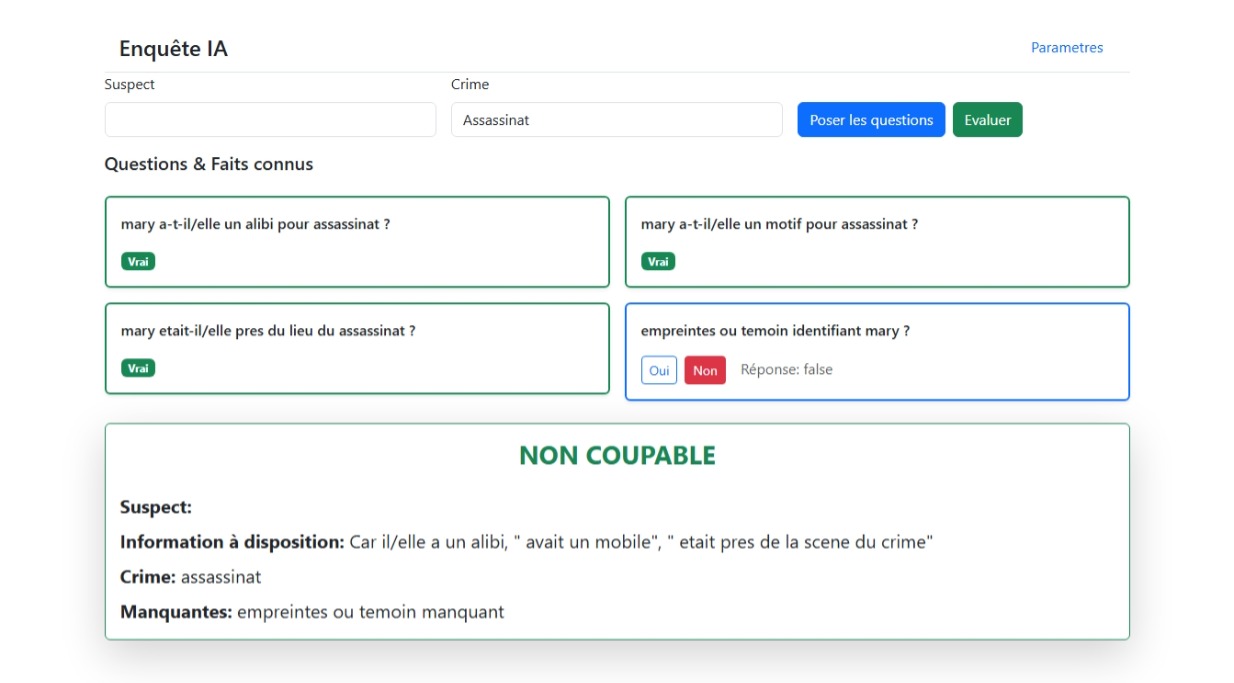 Enquête IA
Parametres
Suspect
Crime
Assassinat
Poser les questions
Evaluer
Questions & Faits connus
mary a-t-il/elle un alibi pour assassinat ?
Vrai
mary a-t-il/elle un motif pour assassinat ?
Vrai
mary etait-il/elle pres du lieu du assassinat ?
Vrai
empreintes ou temoin identifiant mary ?
Oui
Non
Réponse: false
NON COUPABLE
Suspect:
Information à disposition: Car il/elle a un alibi, " avait un mobile", " etait pres de la scene du crime"
Crime: assassinat
Manquantes: empreintes ou temoin manquant